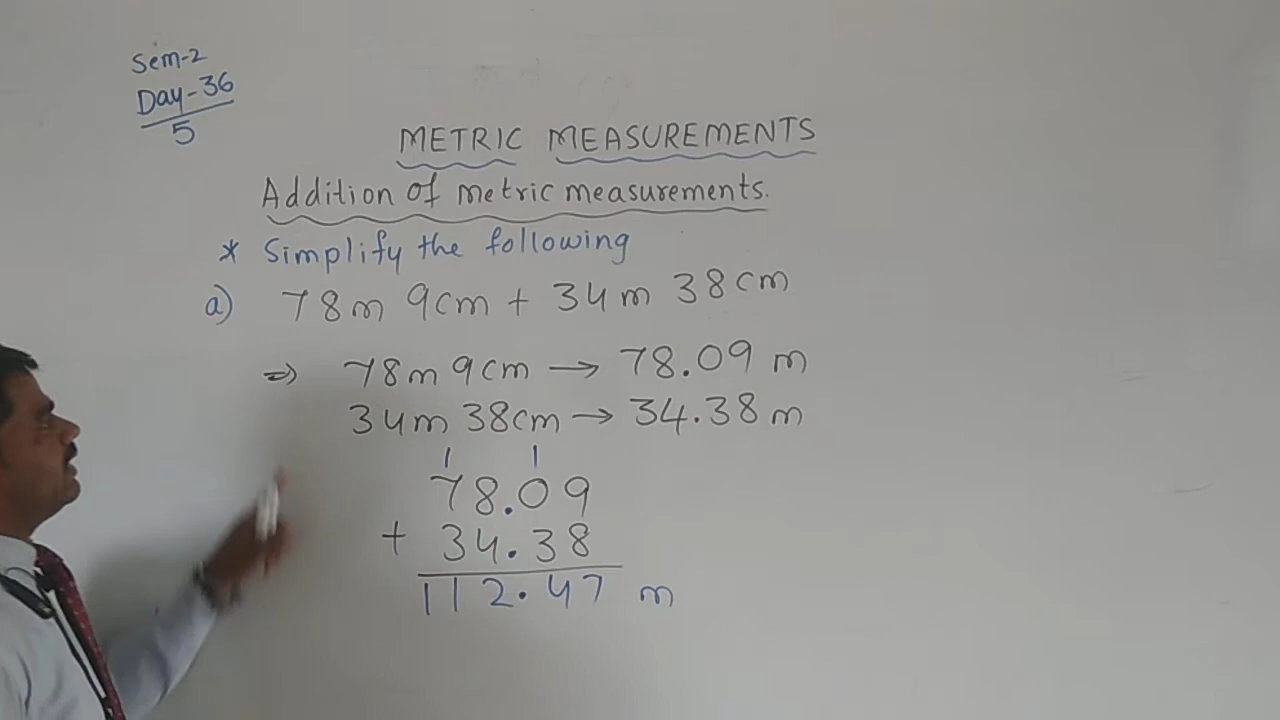 Sem-2
Day-36
5
METRIC MEASUREMENTS
Addition of metric measurements.
* Simplify the following
a) 78m 9cm + 34m 38cm
⇒ 78m 9cm → 78.09 m
34m 38cm → 34.38 m
1 1
78.09
+ 34.38
112.47 m